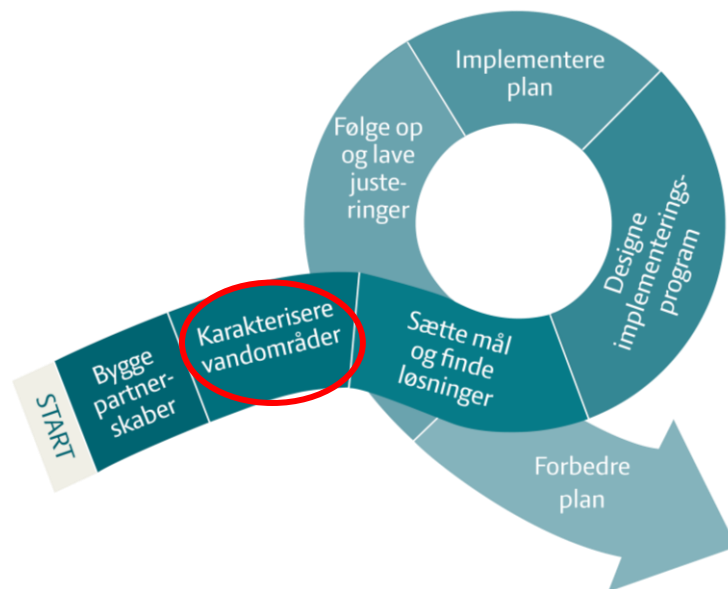 START
Bygge
partner-
skaber
Karakterisere
vandområder
Sætte mål
og finde
løsninger
Designe
implementerings-
program
Implementere
plan
Følge op
og lave
juste-
ringer
Forbedre
plan